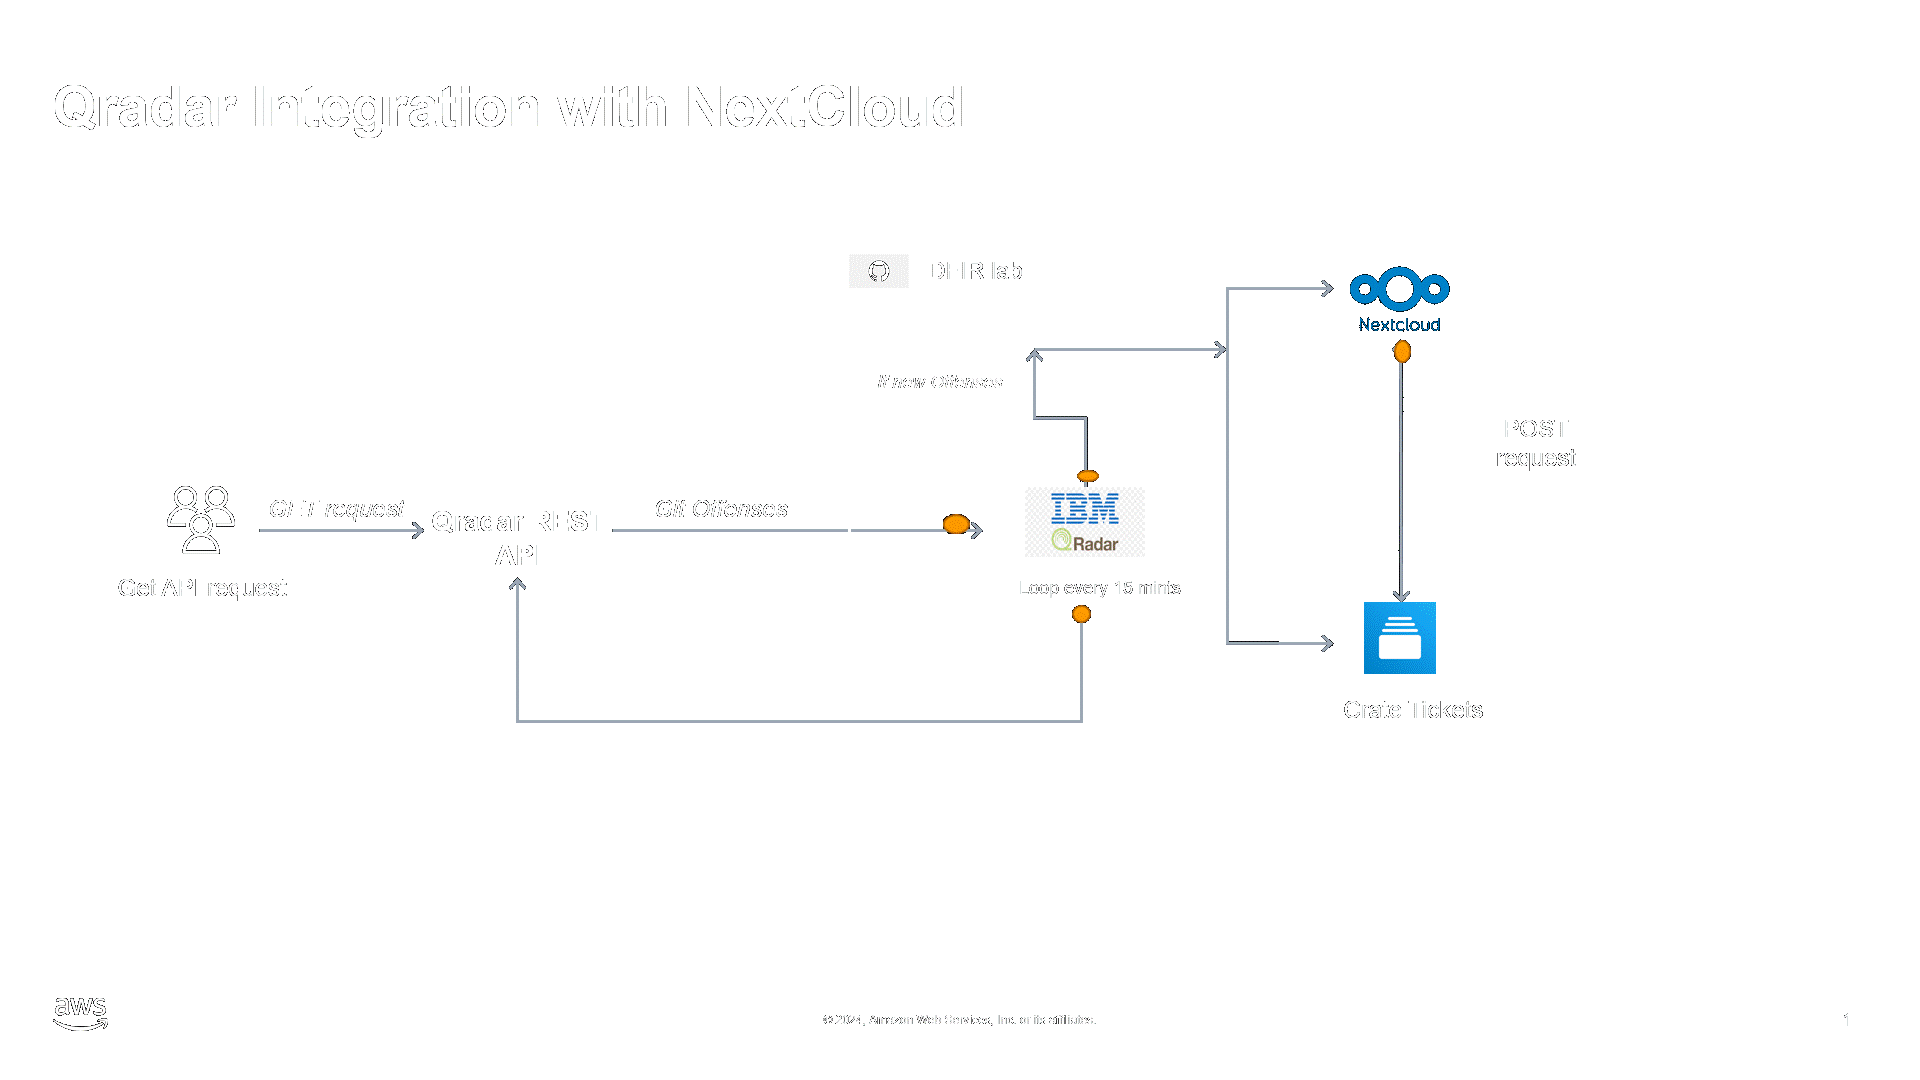 Qradar Integration with NextCloud
DFIR lab
Nextcloud
If new Offenses
POST
request
GET request
Qradar REST
API
Git Offenses
IBM
QRadar
Get API request
Loop every 15 mints
Crate Tickets
aws
© 2024, Amazon Web Services, Inc. or its affiliates.
1